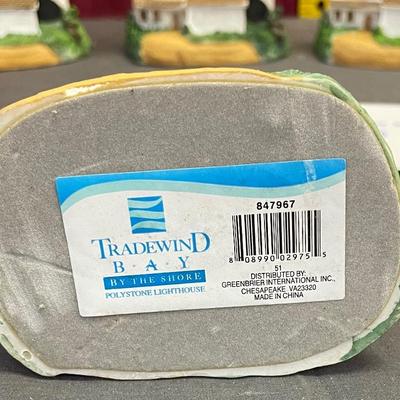 847967
TRADEWIND
B·A·Y
BY THE SHORE
POLYSTONE LIGHTHOUSE
8 08990 02975 5
51
DISTRIBUTED BY:
GREENBRIER INTERNATIONAL INC.,
CHESAPEAKE, VA23320
MADE IN CHINA